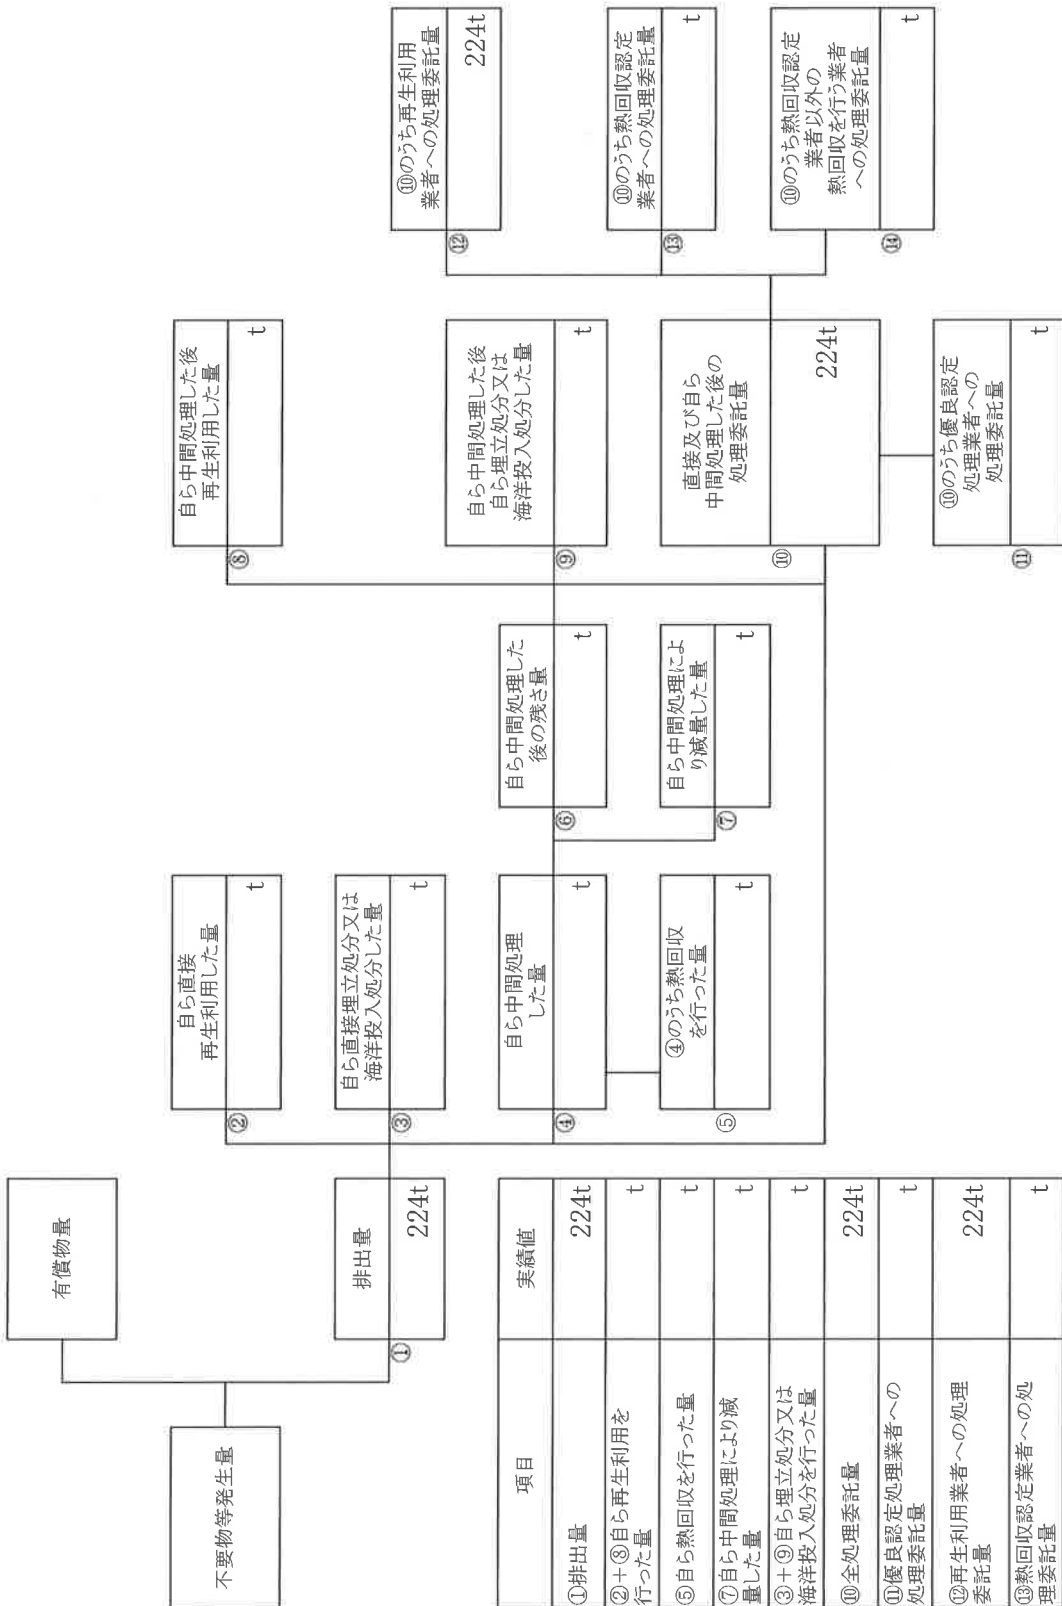 不要物等発生量
有償物量
排出量
①
224t
自ら直接
再生利用した量
②
t
自ら直接埋立処分又は
海洋投入処分した量
③
t
自ら中間処理
した量
④
t
④のうち熱回収
を行った量
⑤
t
自ら中間処理した
後の残さ量
⑥
t
自ら中間処理によ
り減量した量
⑦
t
自ら中間処理した後
再生利用した量
⑧
t
自ら中間処理した後
自ら埋立処分又は
海洋投入処分した量
⑨
t
直接及び自ら
中間処理した後の
処理委託量
⑩
224t
⑩のうち優良認定
処理業者への
処理委託量
⑪
t
⑩のうち再生利用
業者への処理委託量
⑫
224t
⑩のうち熱回収認定
業者への処理委託量
⑬
t
⑩のうち熱回収認定
業者以外の
熱回収を行う業者
への処理委託量
⑭
t
項目
実績値
①排出量
224t
②+⑧自ら再生利用を
行った量
t
⑤自ら熱回収を行った量
t
⑦自ら中間処理により減
量した量
t
③+⑨自ら埋立処分又は
海洋投入処分を行った量
t
⑩全処理委託量
224t
⑪優良認定処理業者への
処理委託量
t
⑫再生利用業者への処理
委託量
224t
⑬熱回収認定業者への処
理委託量
t